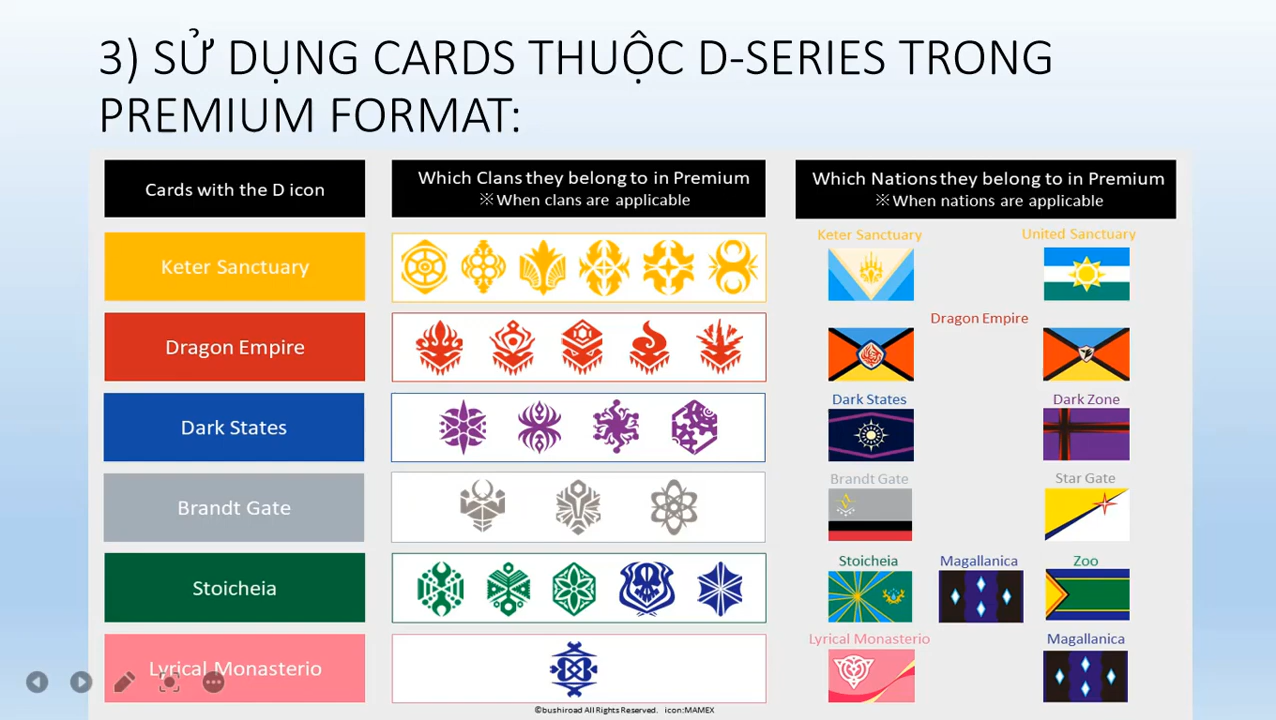 3) SỬ DỤNG CARDS THUỘC D-SERIES TRONG
PREMIUM FORMAT:
Cards with the D icon
Which Clans they belong to in Premium
※When clans are applicable
Which Nations they belong to in Premium
※When nations are applicable
Keter Sanctuary
Keter Sanctuary
United Sanctuary
Dragon Empire
Dragon Empire
Dark States
Dark States
Dark Zone
Brandt Gate
Brandt Gate
Star Gate
Stoicheia
Stoicheia
Magallanica
Zoo
Lyrical Monasterio
Lyrical Monasterio
Magallanica
©bushiroad All Rights Reserved. icon:MAMEX